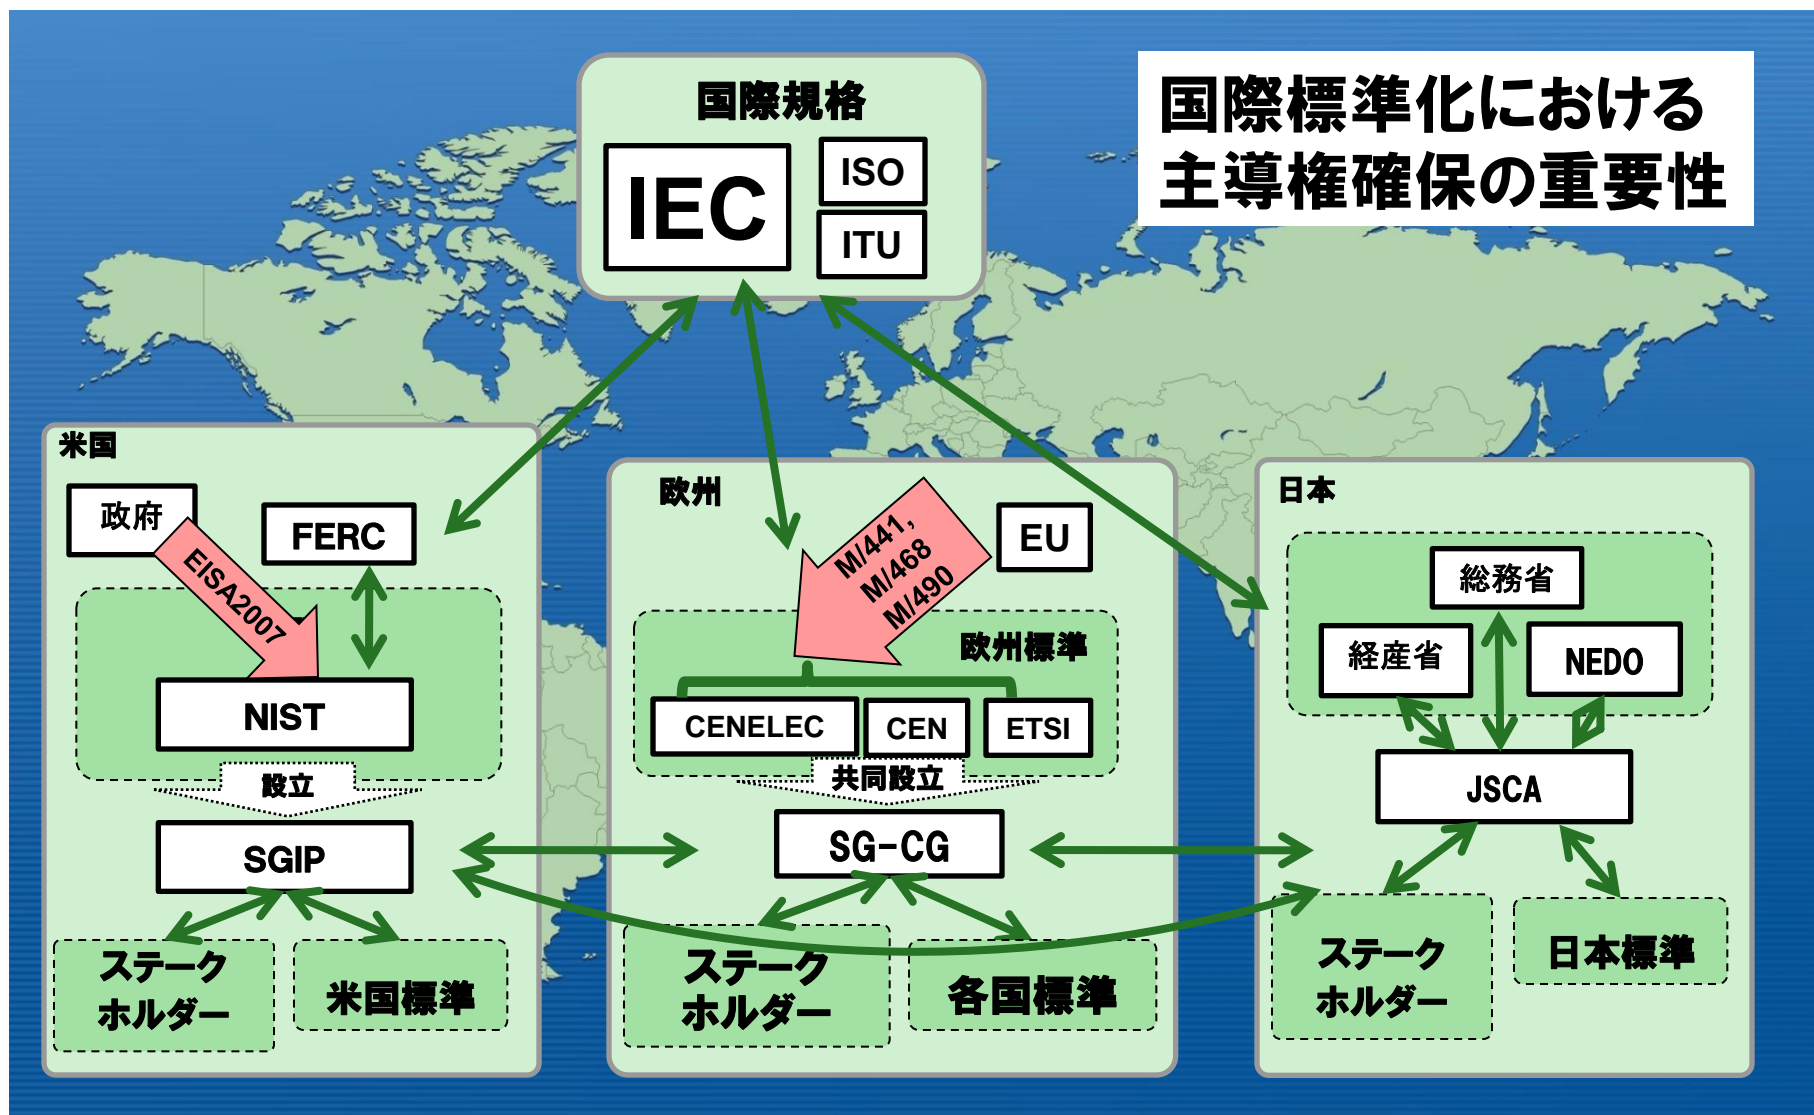 国際標準化における
主導権確保の重要性
国際規格
IEC
ISO
ITU
米国
政府
FERC
EISA2007
NIST
設立
SGIP
ステーク
ホルダー
米国標準
欧州
EU
M/441,
M/468
M/490
欧州標準
CENELEC
CEN
ETSI
共同設立
SG-CG
ステーク
ホルダー
各国標準
日本
総務省
経産省
NEDO
JSCA
ステーク
ホルダー
日本標準